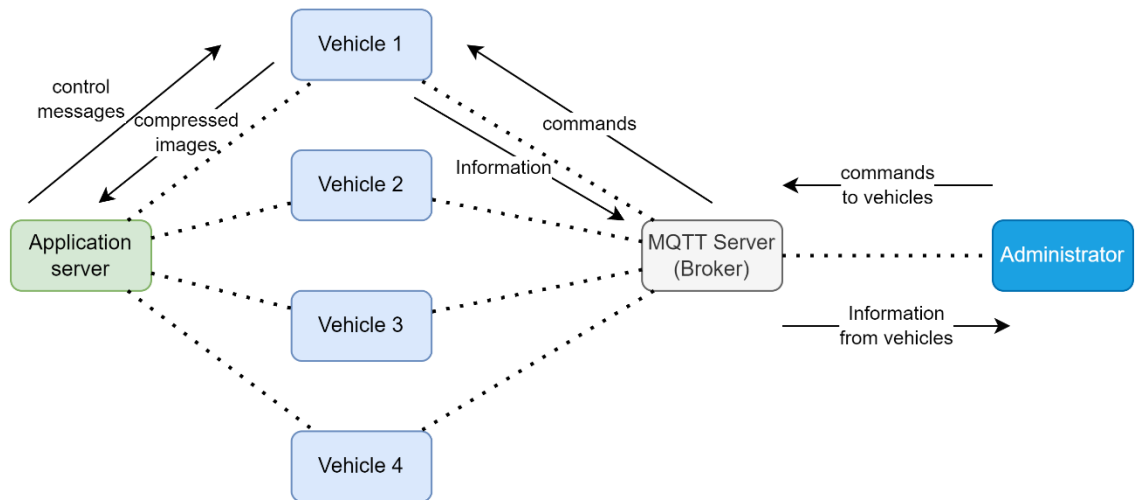 Vehicle 1
control
messages
compressed
images
commands
Information
Vehicle 2
commands
to vehicles
Application
server
MQTT Server
(Broker)
Administrator
Vehicle 3
Information
from vehicles
Vehicle 4